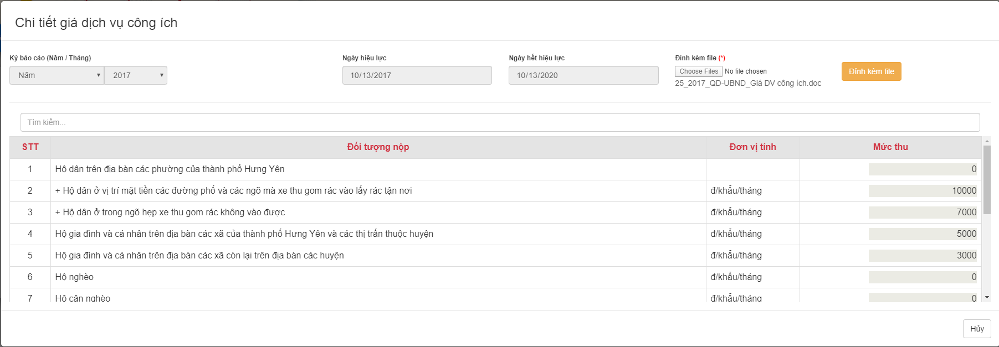 Chi tiết giá dịch vụ công ích
Kỳ báo cáo (Năm / Tháng)
Ngày hiệu lực
Ngày hết hiệu lực
Đính kèm file (*)
Năm
2017
10/13/2017
10/13/2020
Choose Files No file chosen
25_2017_QD-UBND_Giá DV công ích.doc
Đính kèm file
Tìm kiếm...
STT Đối tượng nộp Đơn vị tính Mức thu
1 Hộ dân trên địa bàn các phường của thành phố Hưng Yên 0
2 + Hộ dân ở vị trí mặt tiền các đường phố và các ngõ mà xe thu gom rác vào lấy rác tận nơi đ/khẩu/tháng 10000
3 + Hộ dân ở trong ngõ hẹp xe thu gom rác không vào được đ/khẩu/tháng 7000
4 Hộ gia đình và cá nhân trên địa bàn các xã của thành phố Hưng Yên và các thị trấn thuộc huyện đ/khẩu/tháng 5000
5 Hộ gia đình và cá nhân trên địa bàn các xã còn lại trên địa bàn các huyện đ/khẩu/tháng 3000
6 Hộ nghèo đ/khẩu/tháng 0
7 Hộ cận nghèo đ/khẩu/tháng 0
Hủy